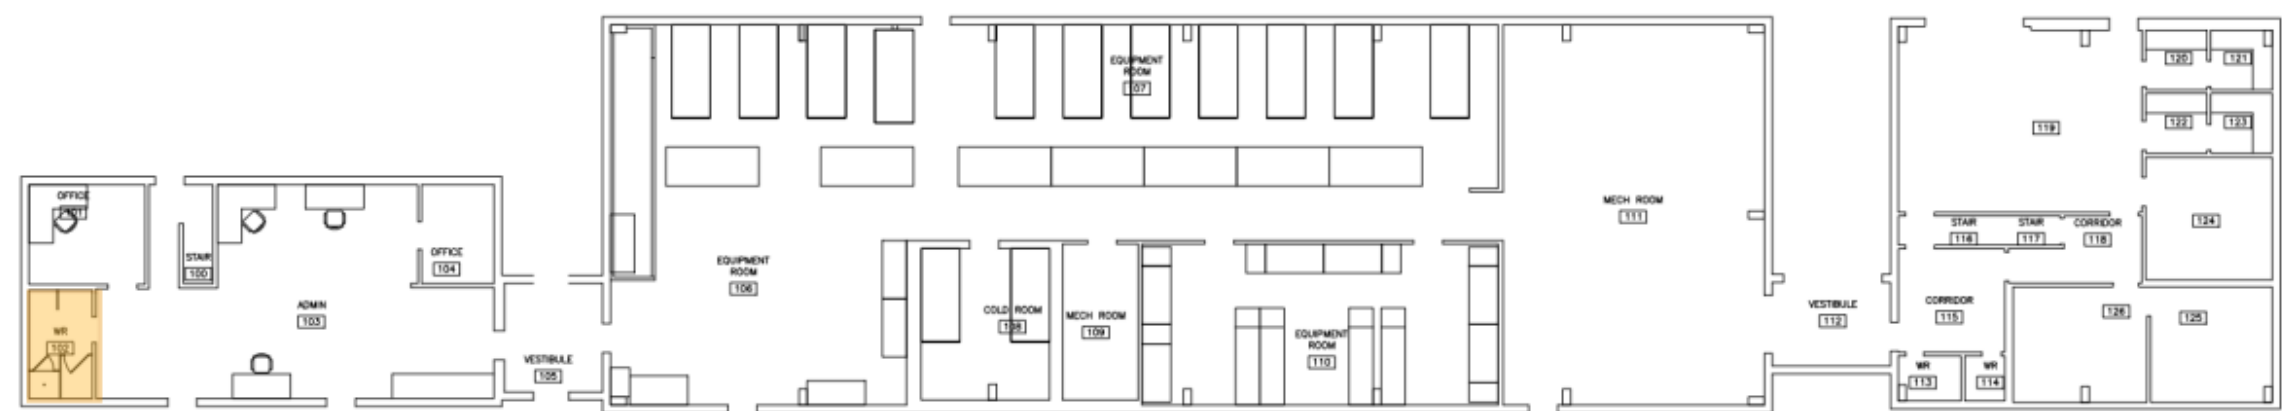 OFFICE
101
WR
102
STAIR
100
ADMIN
103
OFFICE
104
VESTIBULE
105
EQUIPMENT
ROOM
106
EQUIPMENT
ROOM
107
COLD ROOM
108
MECH ROOM
109
EQUIPMENT
ROOM
110
MECH ROOM
111
VESTIBULE
112
WR
113
WR
114
CORRIDOR
115
STAIR
116
STAIR
117
CORRIDOR
118
119
120
121
122
123
124
126
125